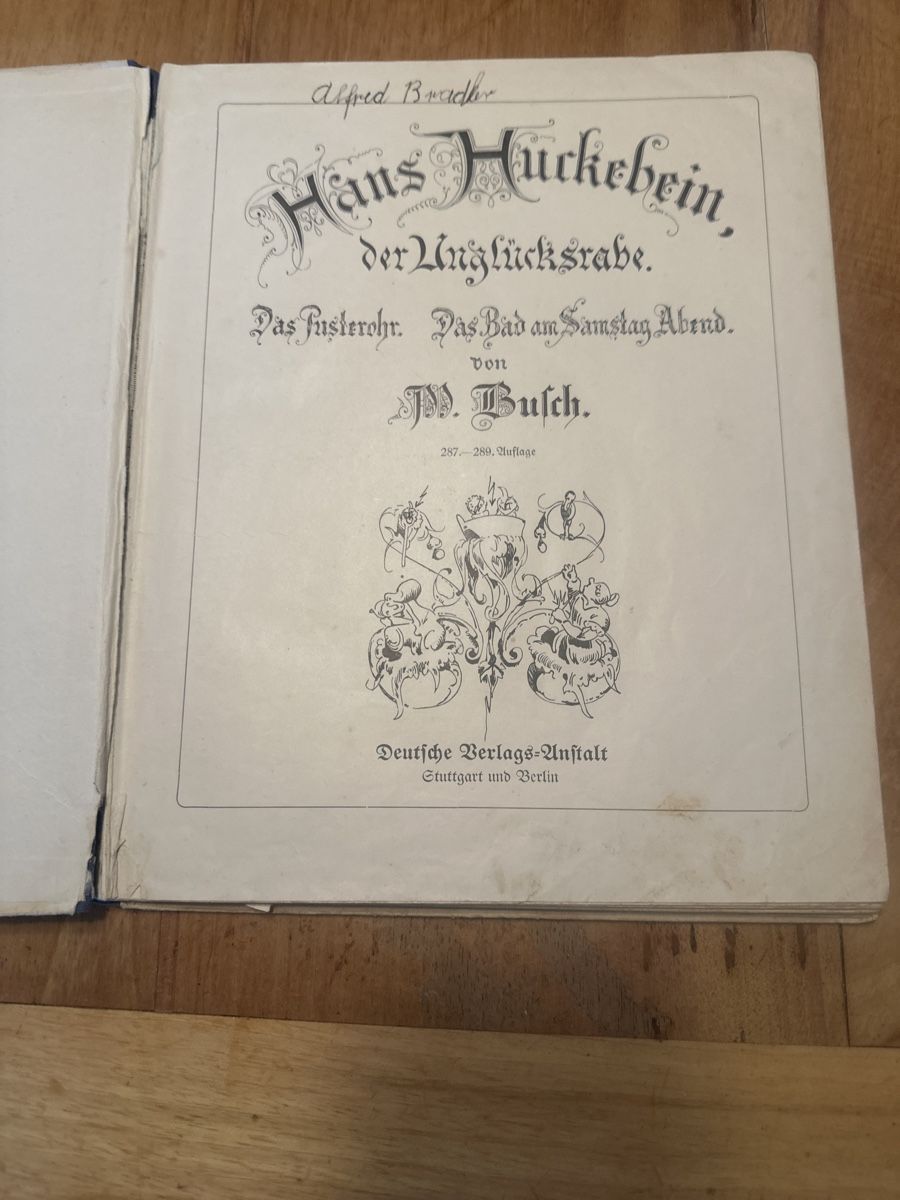 Alfred Bradler
Hans Huckebein,
der Unglücksrabe.
Das Pusterohr. Das Bad am Samstag Abend.
von
W. Busch.
287.—289. Auflage
Deutsche Verlags-Anstalt
Stuttgart und Berlin